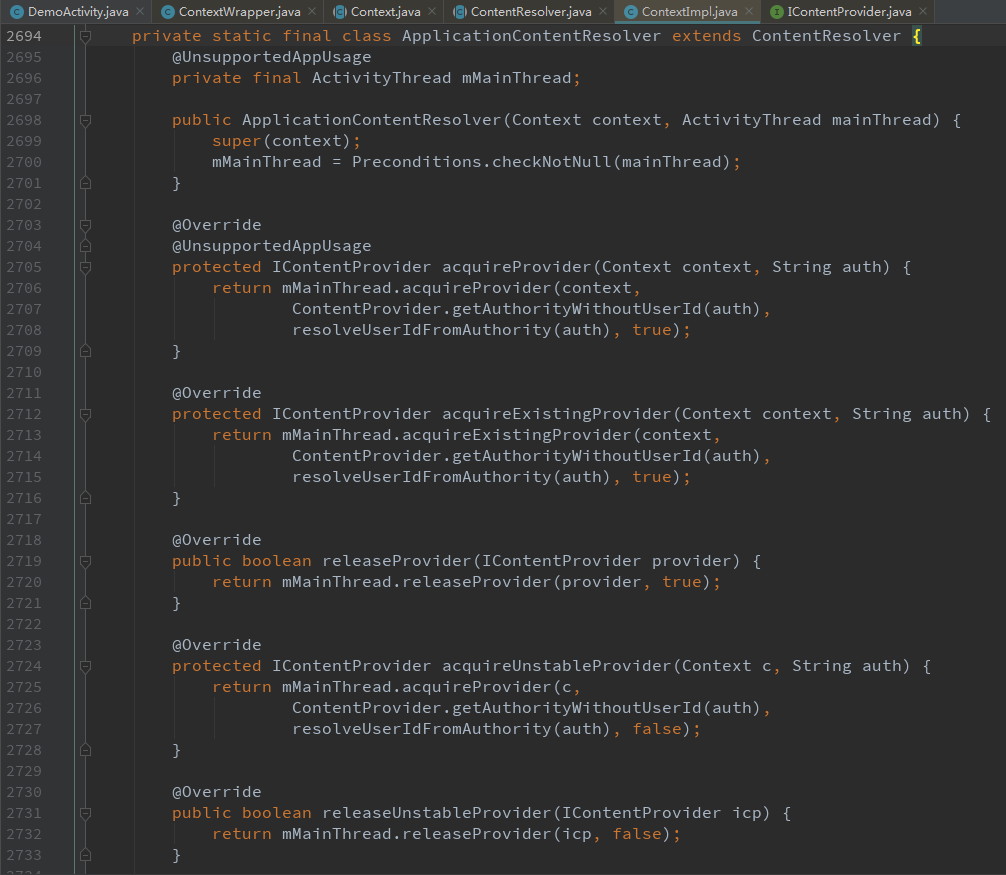 DemoActivity.java × ContextWrapper.java × Context.java × ContentResolver.java × ContextImpl.java × IContentProvider.java ×
2694 private static final class ApplicationContentResolver extends ContentResolver {
2695 @UnsupportedAppUsage
2696 private final ActivityThread mMainThread;
2697
2698 public ApplicationContentResolver(Context context, ActivityThread mainThread) {
2699 super(context);
2700 mMainThread = Preconditions.checkNotNull(mainThread);
2701 }
2702
2703 @Override
2704 @UnsupportedAppUsage
2705 protected IContentProvider acquireProvider(Context context, String auth) {
2706 return mMainThread.acquireProvider(context,
2707 ContentProvider.getAuthorityWithoutUserId(auth),
2708 resolveUserIdFromAuthority(auth), true);
2709 }
2710
2711 @Override
2712 protected IContentProvider acquireExistingProvider(Context context, String auth) {
2713 return mMainThread.acquireExistingProvider(context,
2714 ContentProvider.getAuthorityWithoutUserId(auth),
2715 resolveUserIdFromAuthority(auth), true);
2716 }
2717
2718 @Override
2719 public boolean releaseProvider(IContentProvider provider) {
2720 return mMainThread.releaseProvider(provider, true);
2721 }
2722
2723 @Override
2724 protected IContentProvider acquireUnstableProvider(Context c, String auth) {
2725 return mMainThread.acquireProvider(c,
2726 ContentProvider.getAuthorityWithoutUserId(auth),
2727 resolveUserIdFromAuthority(auth), false);
2728 }
2729
2730 @Override
2731 public boolean releaseUnstableProvider(IContentProvider icp) {
2732 return mMainThread.releaseProvider(icp, false);
2733 }